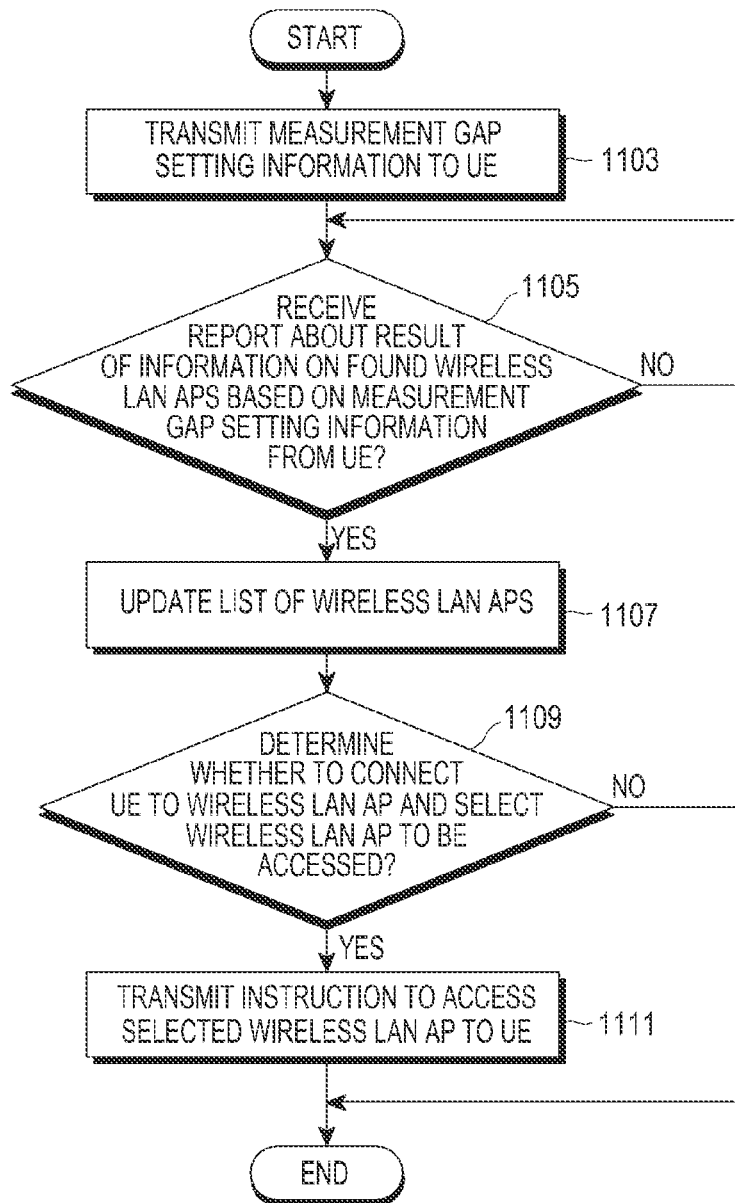 START
TRANSMIT MEASUREMENT GAP
SETTING INFORMATION TO UE
1103
1105
RECEIVE
REPORT ABOUT RESULT
OF INFORMATION ON FOUND WIRELESS
LAN APS BASED ON MEASUREMENT
GAP SETTING INFORMATION
FROM UE?
NO
YES
UPDATE LIST OF WIRELESS LAN APS
1107
1109
DETERMINE
WHETHER TO CONNECT
UE TO WIRELESS LAN AP AND SELECT
WIRELESS LAN AP TO BE
ACCESSED?
NO
YES
TRANSMIT INSTRUCTION TO ACCESS
SELECTED WIRELESS LAN AP TO UE
1111
END